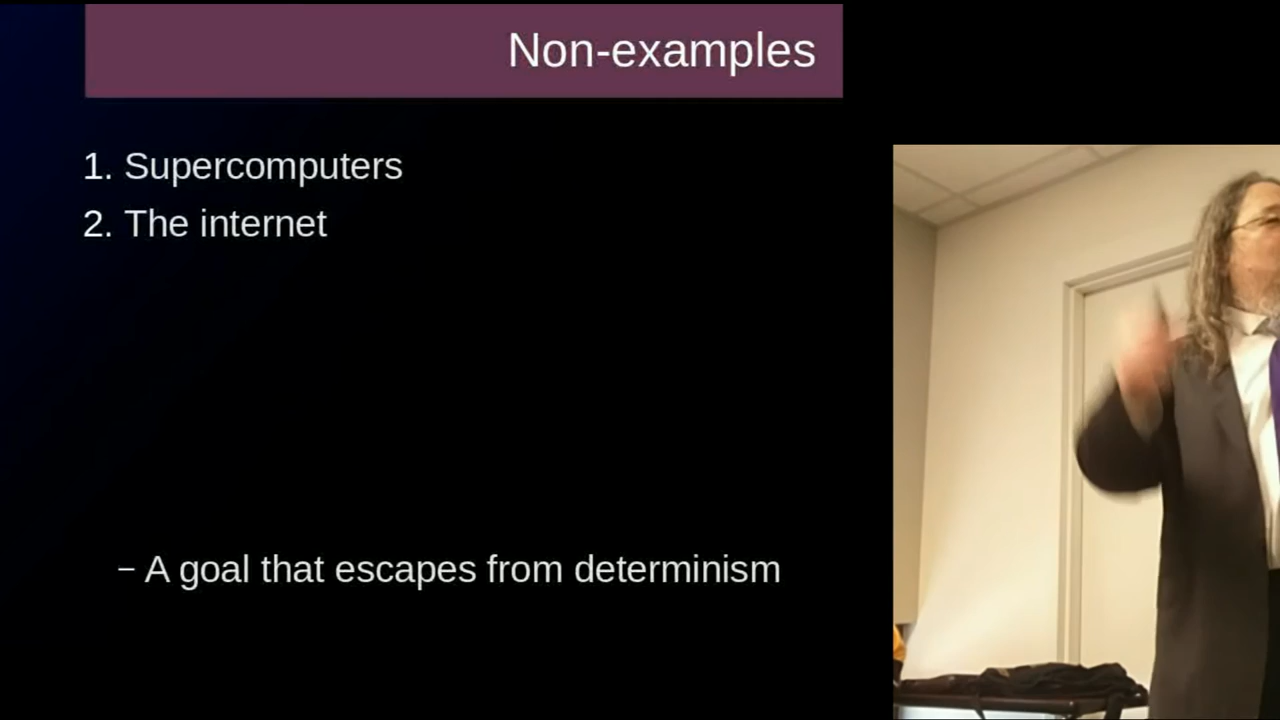 Non-examples
1. Supercomputers
2. The internet
– A goal that escapes from determinism